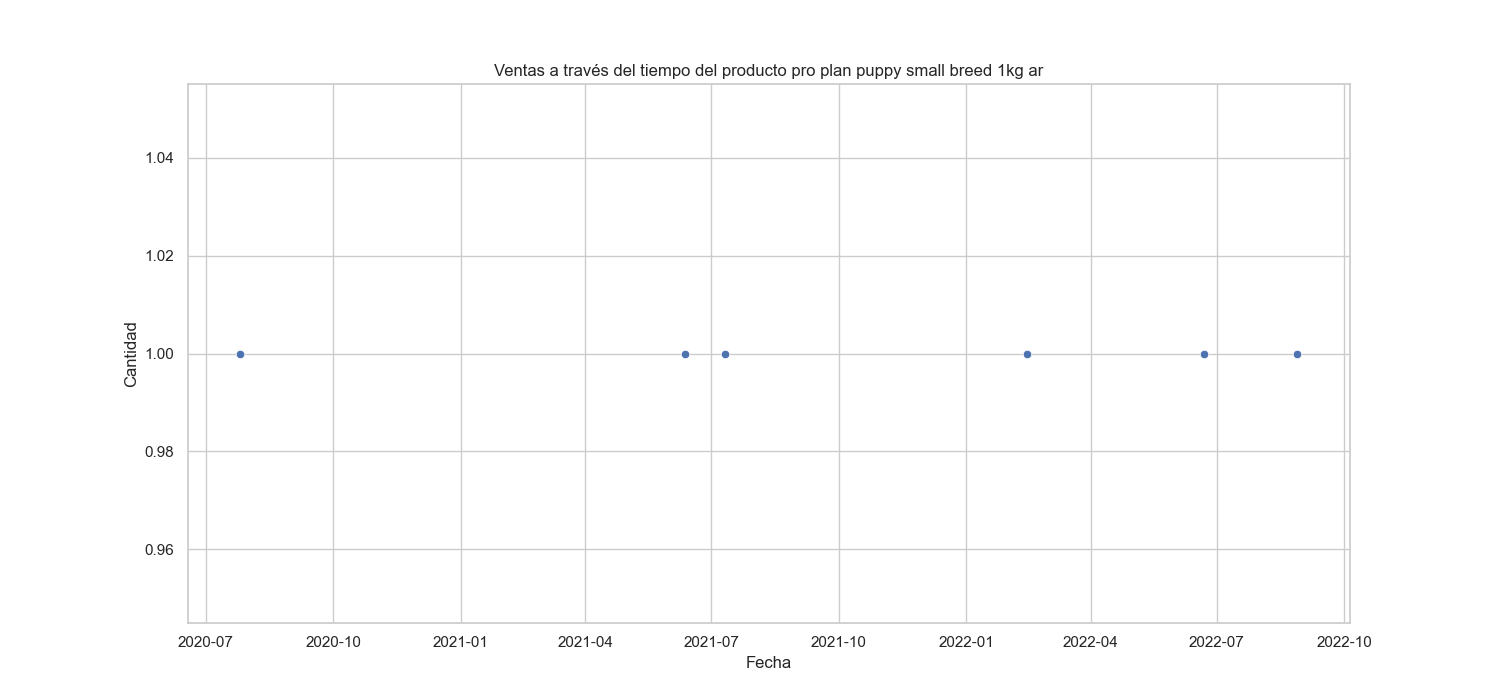 Ventas a través del tiempo del producto pro plan puppy small breed 1kg ar
1.04
1.02
1.00
0.98
0.96
Cantidad
2020-07 2020-10 2021-01 2021-04 2021-07 2021-10 2022-01 2022-04 2022-07 2022-10
Fecha